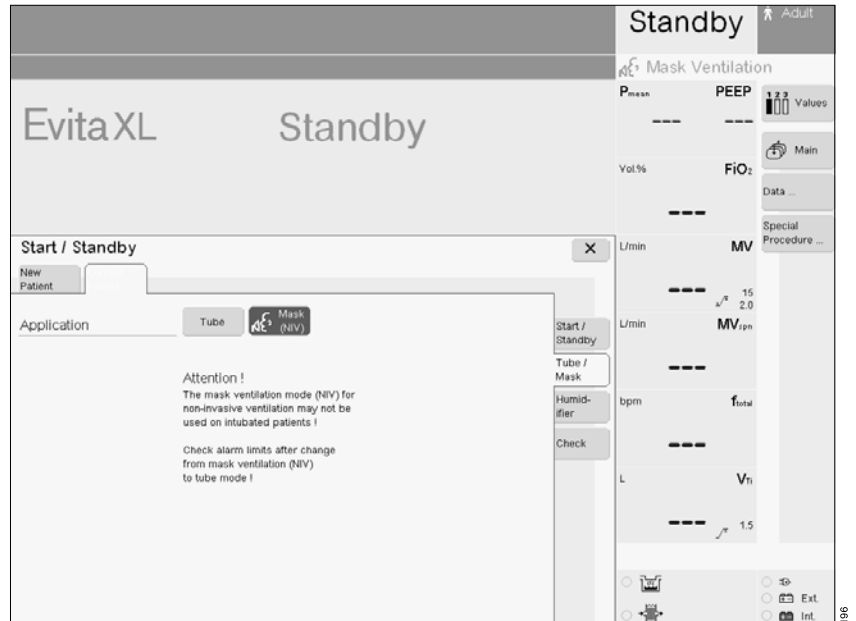 Standby
Adult
Mask Ventilation
Evita XL
Standby
Pmean PEEP
--- ---
1 2 3
Values
Main
Vol.% FiO2
---
Data ...
Special
Procedure ...
Start / Standby
X
New
Patient
L/min MV
---
15
2.0
Application
Tube
Mask
(NIV)
Start /
Standby
Tube /
Mask
Humid-
ifier
Check
Attention !
The mask ventilation mode (NIV) for
non-invasive ventilation may not be
used on intubated patients !
Check alarm limits after change
from mask ventilation (NIV)
to tube mode !
L/min MVspn
---
bpm ftotal
---
L VTi
---
1.5
Ext.
Int.